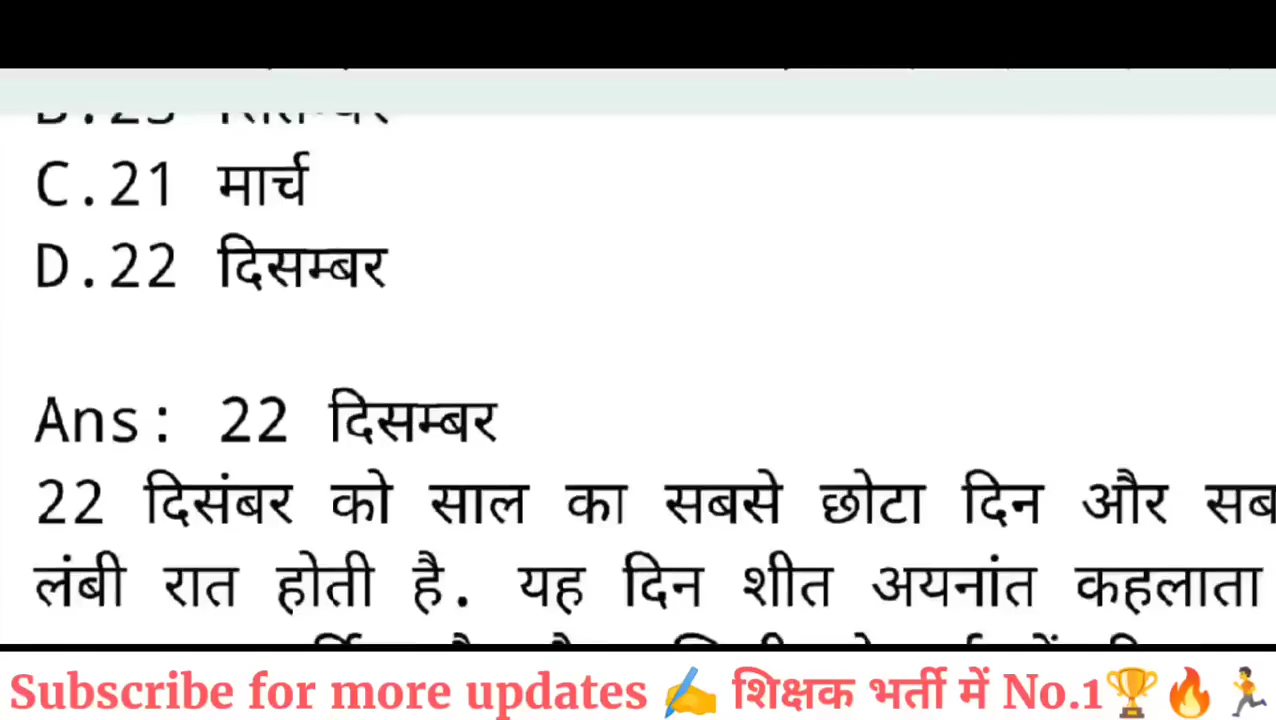 C.21 मार्च
D.22 दिसम्बर
Ans: 22 दिसम्बर
22 दिसंबर को साल का सबसे छोटा दिन और सब
लंबी रात होती है. यह दिन शीत अयनांत कहलाता
Subscribe for more updates ✍️ शिक्षक भर्ती में No.1🏆🔥🏃